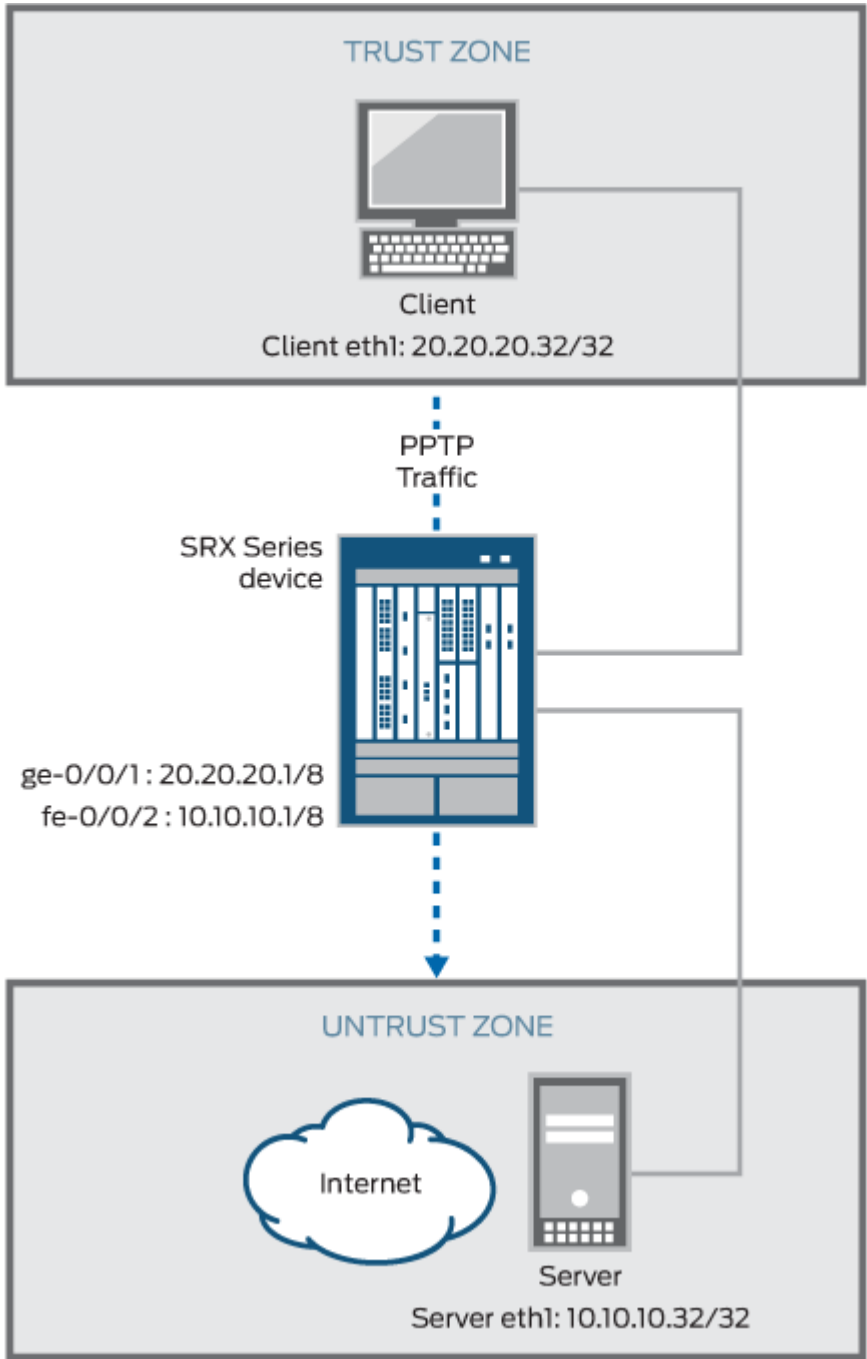 TRUST ZONE
Client
Client eth1: 20.20.20.32/32
PPTP
Traffic
SRX Series
device
ge-0/0/1 : 20.20.20.1/8
fe-0/0/2 : 10.10.10.1/8
UNTRUST ZONE
Internet
Server
Server eth1: 10.10.10.32/32